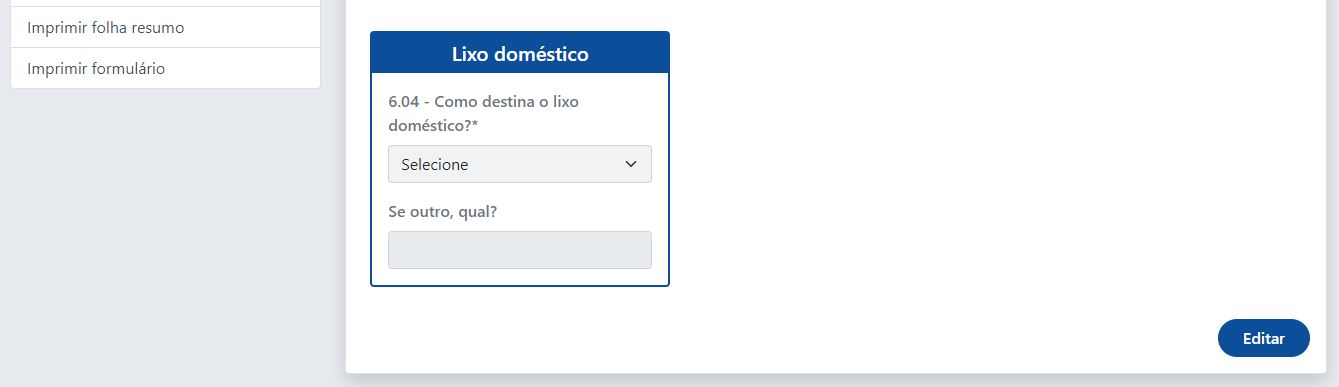 Imprimir folha resumo
Imprimir formulário
Lixo doméstico
6.04 - Como destina o lixo
doméstico?*
Selecione
Se outro, qual?
Editar